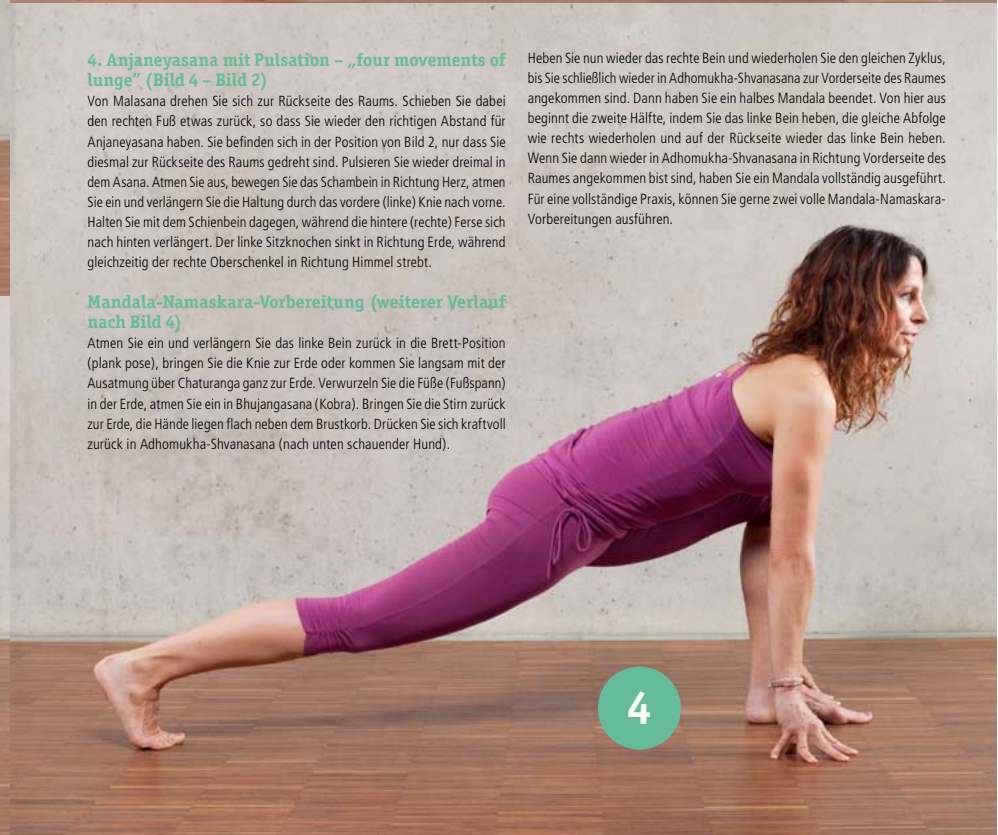 4. Anjaneyasana mit Pulsation – „four movements of
lunge” (Bild 4 – Bild 2)
Von Malasana drehen Sie sich zur Rückseite des Raums. Schieben Sie dabei
den rechten Fuß etwas zurück, so dass Sie wieder den richtigen Abstand für
Anjaneyasana haben. Sie befinden sich in der Position von Bild 2, nur dass Sie
diesmal zur Rückseite des Raums gedreht sind. Pulsieren Sie wieder dreimal in
dem Asana. Atmen Sie aus, bewegen Sie das Schambein in Richtung Herz, atmen
Sie ein und verlängern Sie die Haltung durch das vordere (linke) Knie nach vorne.
Halten Sie mit dem Schienbein dagegen, während die hintere (rechte) Ferse sich
nach hinten verlängert. Der linke Sitzknochen sinkt in Richtung Erde, während
gleichzeitig der rechte Oberschenkel in Richtung Himmel strebt.
Mandala-Namaskara-Vorbereitung (weiterer Verlauf
nach Bild 4)
Atmen Sie ein und verlängern Sie das linke Bein zurück in die Brett-Position
(plank pose), bringen Sie die Knie zur Erde oder kommen Sie langsam mit der
Ausatmung über Chaturanga ganz zur Erde. Verwurzeln Sie die Füße (Fußspann)
in der Erde, atmen Sie ein in Bhujangasana (Kobra). Bringen Sie die Stirn zurück
zur Erde, die Hände liegen flach neben dem Brustkorb. Drücken Sie sich kraftvoll
zurück in Adhomukha-Shvanasana (nach unten schauender Hund).
Heben Sie nun wieder das rechte Bein und wiederholen Sie den gleichen Zyklus,
bis Sie schließlich wieder in Adhomukha-Shvanasana zur Vorderseite des Raumes
angekommen sind. Dann haben Sie ein halbes Mandala beendet. Von hier aus
beginnt die zweite Hälfte, indem Sie das linke Bein heben, die gleiche Abfolge
wie rechts wiederholen und auf der Rückseite wieder das linke Bein heben.
Wenn Sie dann wieder in Adhomukha-Shvanasana in Richtung Vorderseite des
Raumes angekommen bist sind, haben Sie ein Mandala vollständig ausgeführt.
Für eine vollständige Praxis, können Sie gerne zwei volle Mandala-Namaskara-
Vorbereitungen ausführen.
4